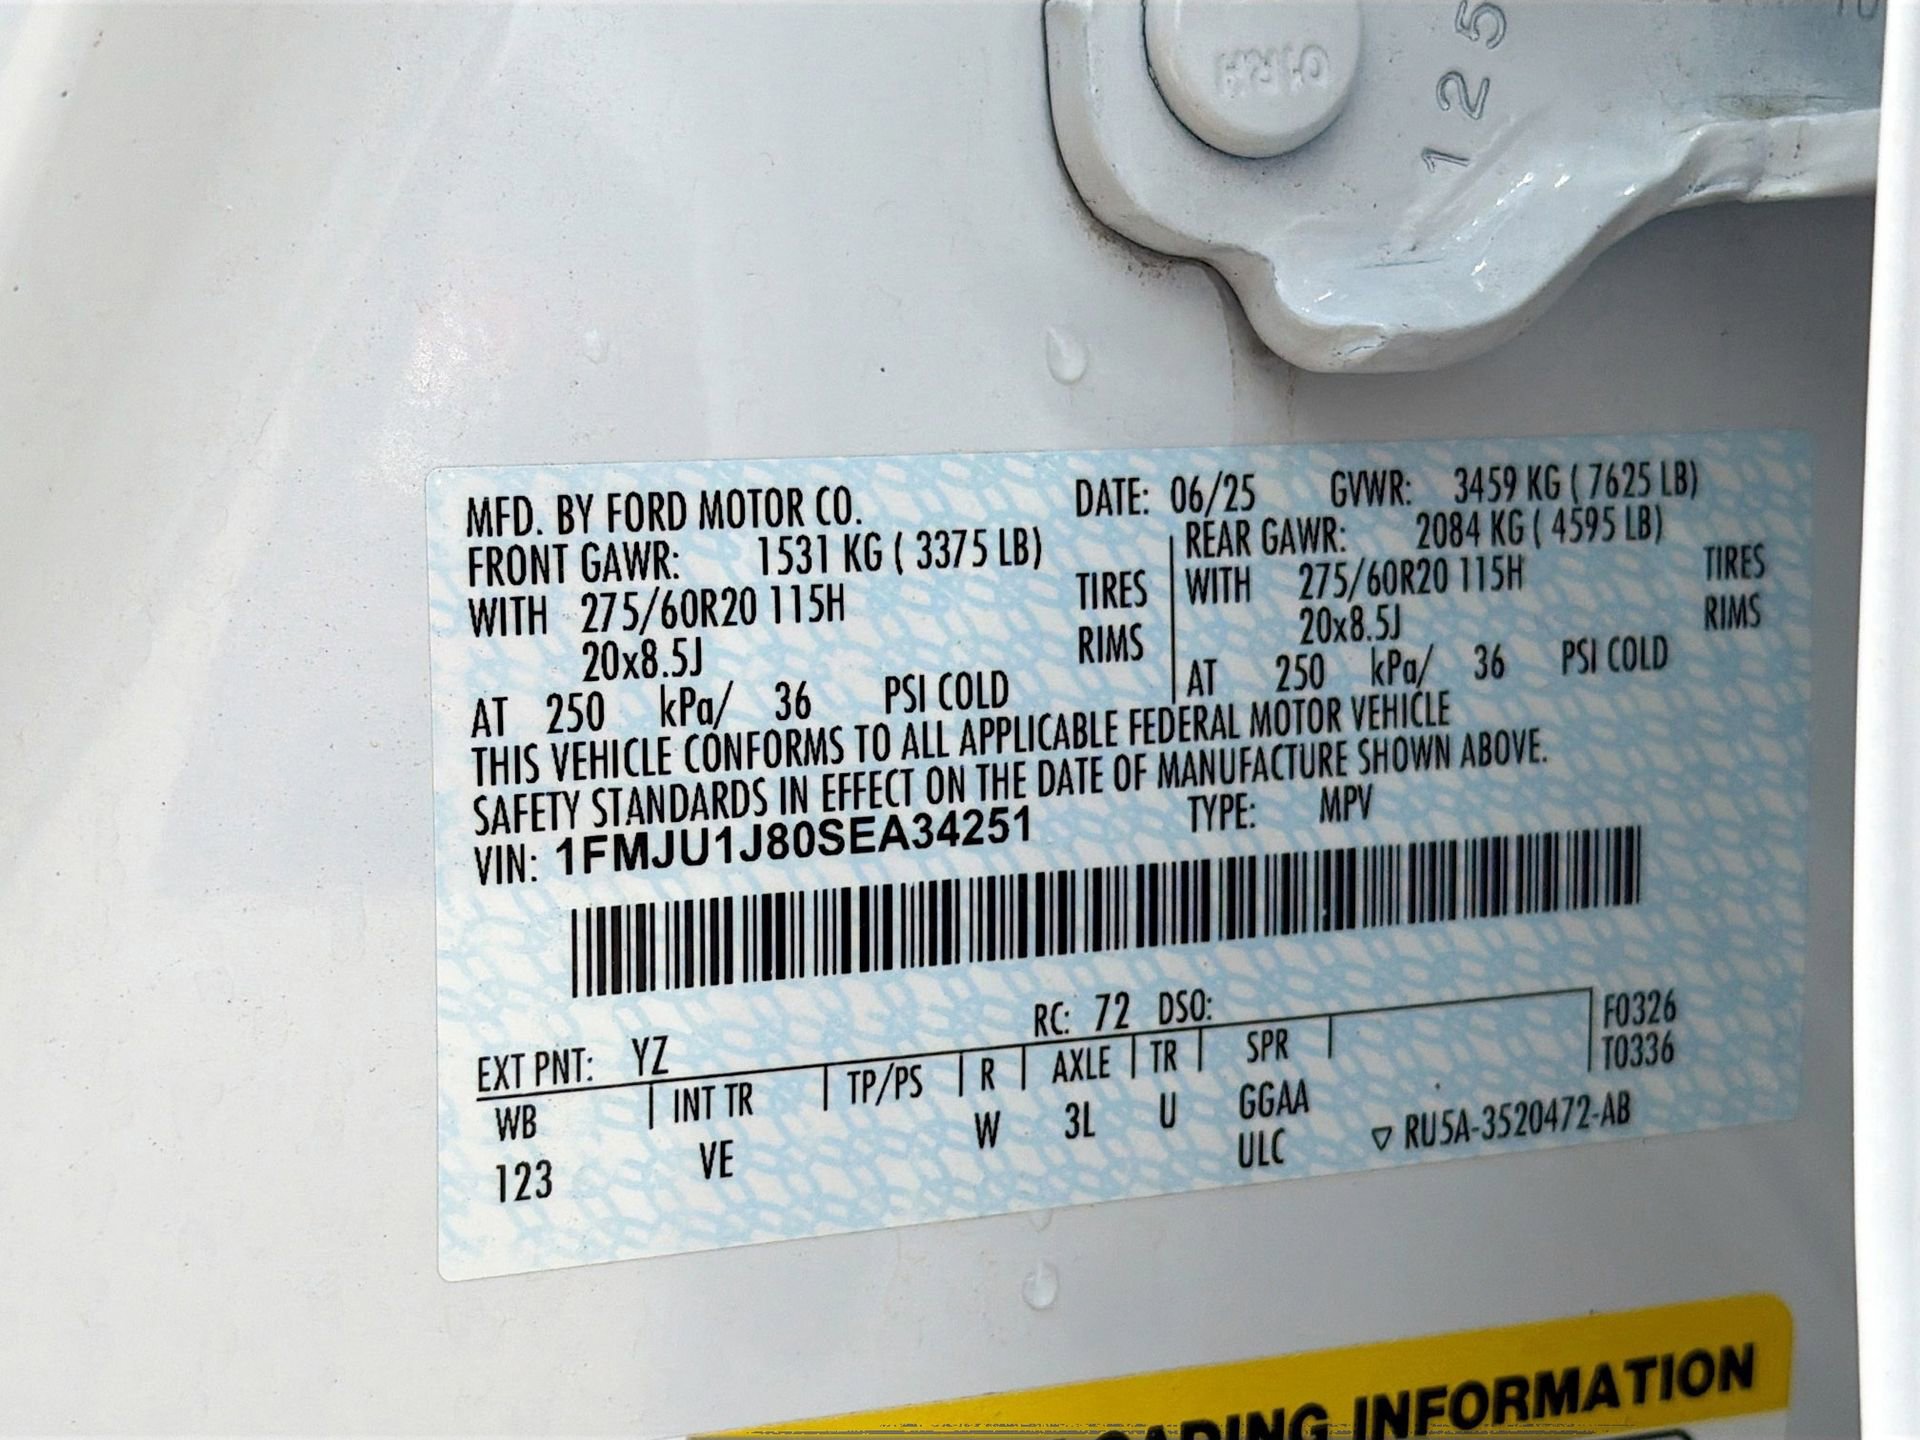 125
MFD. BY FORD MOTOR CO. DATE: 06/25 GVWR: 3459 KG ( 7625 LB)
FRONT GAWR: 1531 KG ( 3375 LB) REAR GAWR: 2084 KG ( 4595 LB)
WITH 275/60R20 115H TIRES WITH 275/60R20 115H TIRES
20x8.5J RIMS 20x8.5J RIMS
AT 250 kPa/ 36 PSI COLD AT 250 kPa/ 36 PSI COLD
THIS VEHICLE CONFORMS TO ALL APPLICABLE FEDERAL MOTOR VEHICLE
SAFETY STANDARDS IN EFFECT ON THE DATE OF MANUFACTURE SHOWN ABOVE.
VIN: 1FMJU1J80SEA34251 TYPE: MPV
EXT PNT: YZ RC: 72 DSO: F0326
WB INT TR TP/PS R AXLE TR SPR T0336
123 VE W 3L U GGAA
ULC ▽ RU5A-3520472-AB
INFORMATION